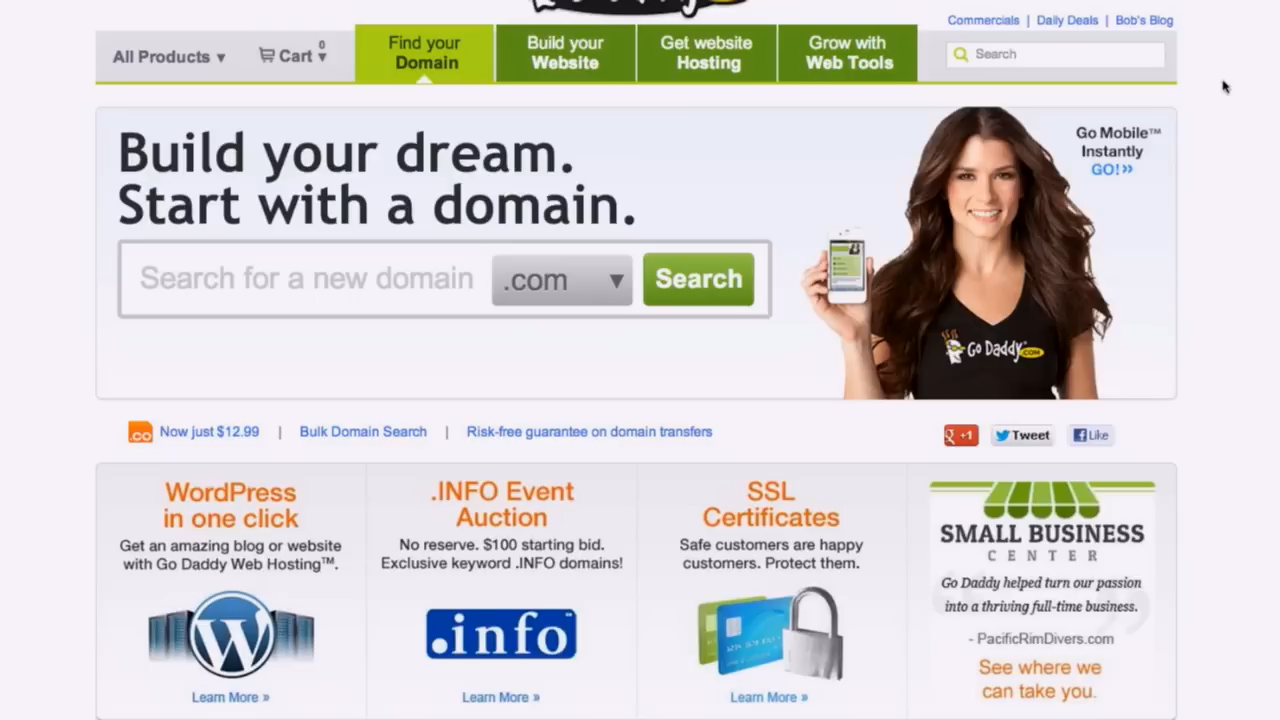 Commercials | Daily Deals | Bob's Blog
All Products ▾
Cart 0 ▾
Find your
Domain
Build your
Website
Get website
Hosting
Grow with
Web Tools
Search
Build your dream.
Start with a domain.
Search for a new domain
.com ▾
Search
Go Mobile™
Instantly
GO! »
Go Daddy .COM
.co Now just $12.99 | Bulk Domain Search | Risk-free guarantee on domain transfers
g +1
Tweet
Like
WordPress
in one click
Get an amazing blog or website
with Go Daddy Web Hosting™.
W
Learn More »
.INFO Event
Auction
No reserve. $100 starting bid.
Exclusive keyword .INFO domains!
.info™
Learn More »
SSL
Certificates
Safe customers are happy
customers. Protect them.
Learn More »
SMALL BUSINESS
CENTER
Go Daddy helped turn our passion
into a thriving full-time business.
- PacificRimDivers.com
See where we
can take you.